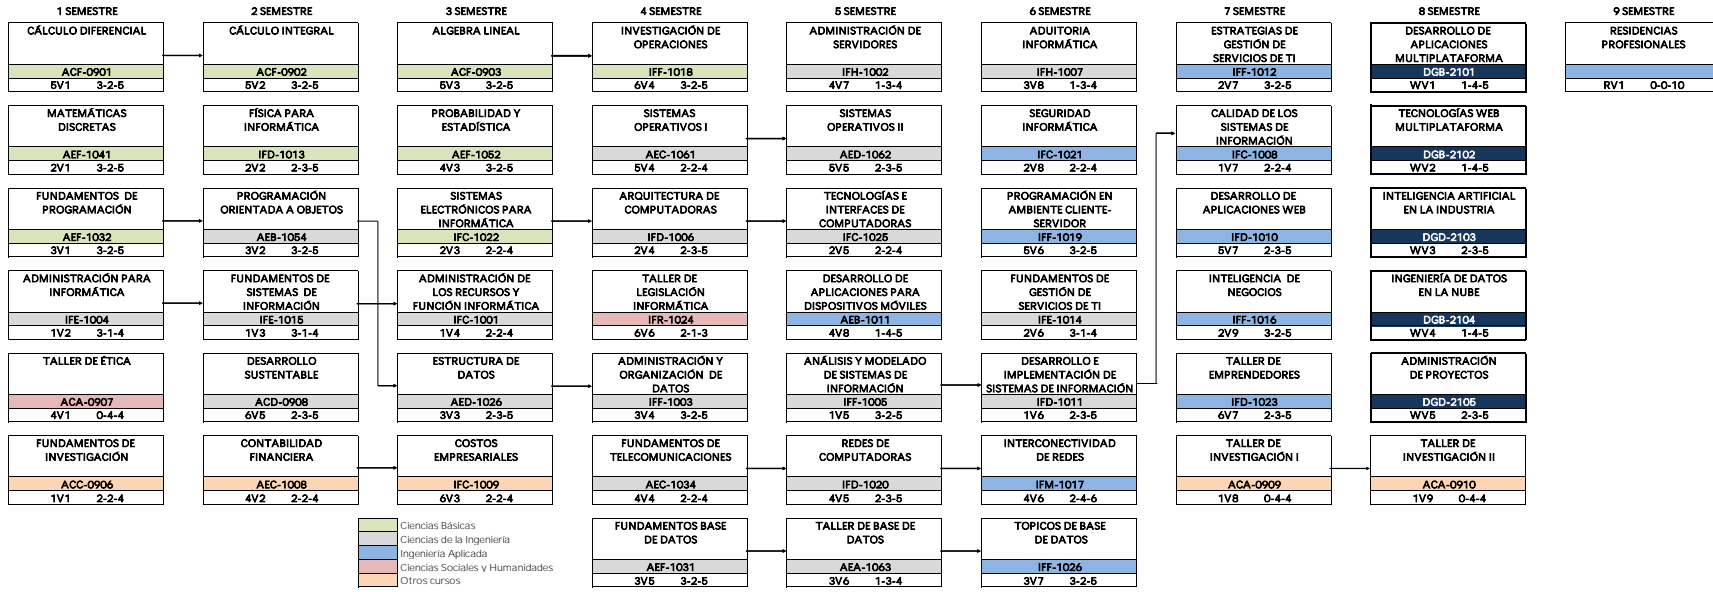 1 SEMESTRE
2 SEMESTRE
3 SEMESTRE
4 SEMESTRE
5 SEMESTRE
6 SEMESTRE
7 SEMESTRE
8 SEMESTRE
9 SEMESTRE
CÁLCULO DIFERENCIAL
ACF-0901
5V1 3-2-5
CÁLCULO INTEGRAL
ACF-0902
5V2 3-2-5
ALGEBRA LINEAL
ACF-0903
5V3 3-2-5
INVESTIGACIÓN DE
OPERACIONES
IFF-1018
6V4 3-2-5
ADMINISTRACIÓN DE
SERVIDORES
IFH-1002
4V7 1-3-4
ADUITORIA
INFORMÁTICA
IFH-1007
3V8 1-3-4
ESTRATEGIAS DE
GESTIÓN DE
SERVICIOS DE TI
IFF-1012
2V7 3-2-5
DESARROLLO DE
APLICACIONES
MULTIPLATAFORMA
DGB-2101
WV1 1-4-5
RESIDENCIAS
PROFESIONALES
RV1 0-0-10
MATEMÁTICAS
DISCRETAS
AEF-1041
2V1 3-2-5
FÍSICA PARA
INFORMÁTICA
IFD-1013
2V2 2-3-5
PROBABILIDAD Y
ESTADÍSTICA
AEF-1052
4V3 3-2-5
SISTEMAS
OPERATIVOS I
AEC-1061
5V4 2-2-4
SISTEMAS
OPERATIVOS II
AED-1062
5V5 2-3-5
SEGURIDAD
INFORMÁTICA
IFC-1021
2V8 2-2-4
CALIDAD DE LOS
SISTEMAS DE
INFORMACIÓN
IFC-1008
1V7 2-2-4
TECNOLOGÍAS WEB
MULTIPLATAFORMA
DGB-2102
WV2 1-4-5
FUNDAMENTOS DE
PROGRAMACIÓN
AEF-1032
3V1 3-2-5
PROGRAMACIÓN
ORIENTADA A OBJETOS
AEB-1054
3V2 3-2-5
SISTEMAS
ELECTRÓNICOS PARA
INFORMÁTICA
IFC-1022
2V3 2-2-4
ARQUITECTURA DE
COMPUTADORAS
IFD-1006
2V4 2-3-5
TECNOLOGÍAS E
INTERFACES DE
COMPUTADORAS
IFC-1025
2V5 2-2-4
PROGRAMACIÓN EN
AMBIENTE CLIENTE-
SERVIDOR
IFF-1019
5V6 3-2-5
DESARROLLO DE
APLICACIONES WEB
IFD-1010
5V7 2-3-5
INTELIGENCIA ARTIFICIAL
EN LA INDUSTRIA
DGD-2103
WV3 2-3-5
ADMINISTRACIÓN PARA
INFORMÁTICA
IFE-1004
1V2 3-1-4
FUNDAMENTOS DE
SISTEMAS DE
INFORMACIÓN
IFE-1015
1V3 3-1-4
ADMINISTRACIÓN DE
LOS RECURSOS Y
FUNCIÓN INFORMÁTICA
IFC-1001
1V4 2-2-4
TALLER DE
LEGISLACIÓN
INFORMÁTICA
IFR-1024
6V6 2-1-3
DESARROLLO DE
APLICACIONES PARA
DISPOSITIVOS MÓVILES
AEB-1011
4V8 1-4-5
FUNDAMENTOS DE
GESTIÓN DE
SERVICIOS DE TI
IFE-1014
2V6 3-1-4
INTELIGENCIA DE
NEGOCIOS
IFF-1016
2V9 3-2-5
INGENIERÍA DE DATOS
EN LA NUBE
DGB-2104
WV4 1-4-5
TALLER DE ÉTICA
ACA-0907
4V1 0-4-4
DESARROLLO
SUSTENTABLE
ACD-0908
6V5 2-3-5
ESTRUCTURA DE
DATOS
AED-1026
3V3 2-3-5
ADMINISTRACIÓN Y
ORGANIZACIÓN DE
DATOS
IFF-1003
3V4 3-2-5
ANÁLISIS Y MODELADO
DE SISTEMAS DE
INFORMACIÓN
IFF-1005
1V5 3-2-5
DESARROLLO E
IMPLEMENTACIÓN DE
SISTEMAS DE INFORMACIÓN
IFD-1011
1V6 2-3-5
TALLER DE
EMPRENDEDORES
IFD-1023
6V7 2-3-5
ADMINISTRACIÓN
DE PROYECTOS
DGD-2105
WV5 2-3-5
FUNDAMENTOS DE
INVESTIGACIÓN
ACC-0906
1V1 2-2-4
CONTABILIDAD
FINANCIERA
AEC-1008
4V2 2-2-4
COSTOS
EMPRESARIALES
IFC-1009
6V3 2-2-4
FUNDAMENTOS DE
TELECOMUNICACIONES
AEC-1034
4V4 2-2-4
REDES DE
COMPUTADORAS
IFD-1020
4V5 2-3-5
INTERCONECTIVIDAD
DE REDES
IFM-1017
4V6 2-4-6
TALLER DE
INVESTIGACIÓN I
ACA-0909
1V8 0-4-4
TALLER DE
INVESTIGACIÓN II
ACA-0910
1V9 0-4-4
Ciencias Básicas
Ciencias de la Ingeniería
Ingeniería Aplicada
Ciencias Sociales y Humanidades
Otros cursos
FUNDAMENTOS BASE
DE DATOS
AEF-1031
3V5 3-2-5
TALLER DE BASE DE
DATOS
AEA-1063
3V6 1-3-4
TOPICOS DE BASE
DE DATOS
IFF-1026
3V7 3-2-5